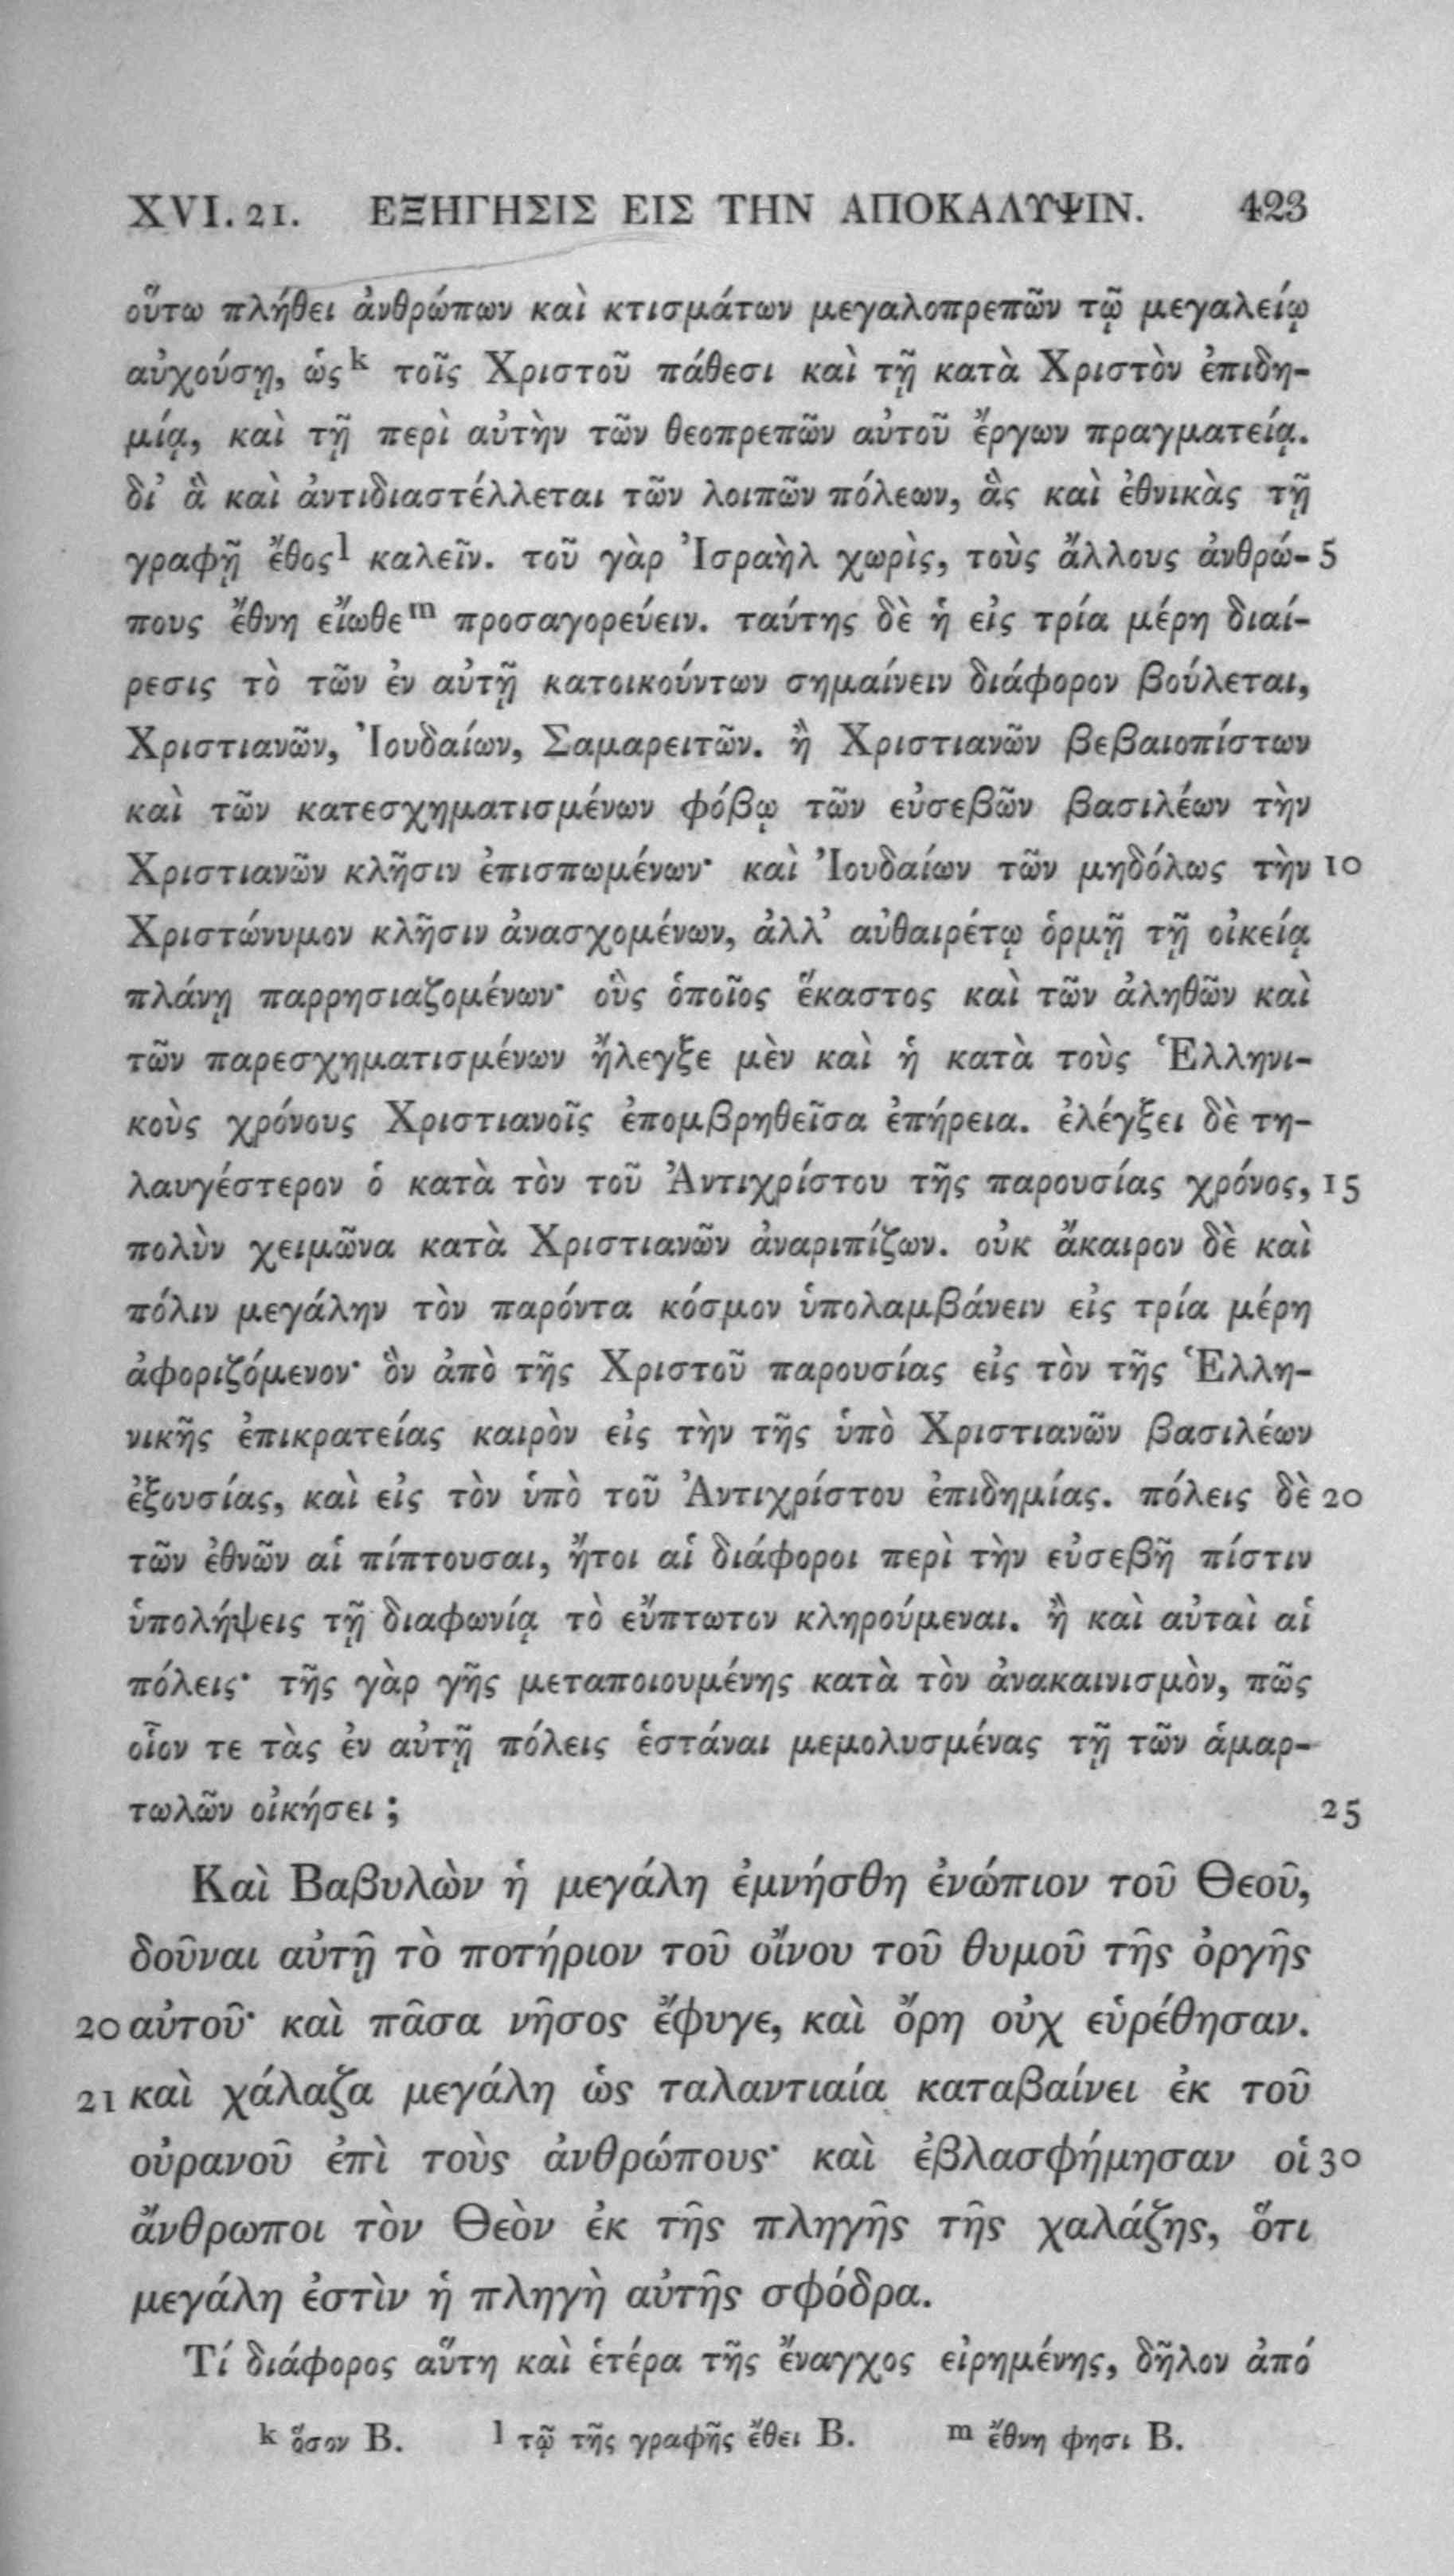 XVI. 21. ΕΞΗΓΗΣΙΣ ΕΙΣ ΤΗΝ ΑΠΟΚΑΛΥΨΙΝ. 423
οὕτω πλήθει ἀνθρώπων καὶ κτισμάτων μεγαλοπρεπῶν τῷ μεγαλείῳ
αὐχούσῃ, ὡς k τοῖς Χριστοῦ πάθεσι καὶ τῇ κατὰ Χριστὸν ἐπιδη-
μίᾳ, καὶ τῇ περὶ αὐτὴν τῶν θεοπρεπῶν αὐτοῦ ἔργων πραγματείᾳ.
δι’ ἃ καὶ ἀντιδιαστέλλεται τῶν λοιπῶν πόλεων, ἃς καὶ ἐθνικὰς τῇ
γραφῇ ἔθος l καλεῖν. τοῦ γὰρ Ἰσραὴλ χωρὶς, τοὺς ἄλλους ἀνθρώ- 5
πους ἔθνη εἴωθε m προσαγορεύειν. ταύτης δὲ ἡ εἰς τρία μέρη διαί-
ρεσις τὸ τῶν ἐν αὐτῇ κατοικούντων σημαίνειν διάφορον βούλεται,
Χριστιανῶν, Ἰουδαίων, Σαμαρειτῶν. ἢ Χριστιανῶν βεβαιοπίστων
καὶ τῶν κατεσχηματισμένων φόβῳ τῶν εὐσεβῶν βασιλέων τὴν
Χριστιανῶν κλῆσιν ἐπισπωμένων· καὶ Ἰουδαίων τῶν μηδόλως τὴν 10
Χριστώνυμον κλῆσιν ἀνασχομένων, ἀλλ’ αὐθαιρέτῳ ὁρμῇ τῇ οἰκείᾳ
πλάνῃ παρρησιαζομένων· οὓς ὁποῖος ἕκαστος καὶ τῶν ἀληθῶν καὶ
τῶν παρεσχηματισμένων ἤλεγξε μὲν καὶ ἡ κατὰ τοὺς Ἑλληνι-
κοὺς χρόνους Χριστιανοῖς ἐπομβρηθεῖσα ἐπήρεια. ἐλέγξει δὲ τη-
λαυγέστερον ὁ κατὰ τὸν τοῦ Ἀντιχρίστου τῆς παρουσίας χρόνος, 15
πολὺν χειμῶνα κατὰ Χριστιανῶν ἀναριπίζων. οὐκ ἄκαιρον δὲ καὶ
πόλιν μεγάλην τὸν παρόντα κόσμον ὑπολαμβάνειν εἰς τρία μέρη
ἀφοριζόμενον· ὃν ἀπὸ τῆς Χριστοῦ παρουσίας εἰς τὸν τῆς Ἑλλη-
νικῆς ἐπικρατείας καιρὸν εἰς τὴν τῆς ὑπὸ Χριστιανῶν βασιλέων
ἐξουσίας, καὶ εἰς τὸν ὑπὸ τοῦ Ἀντιχρίστου ἐπιδημίας. πόλεις δὲ 20
τῶν ἐθνῶν αἱ πίπτουσαι, ἤτοι αἱ διάφοροι περὶ τὴν εὐσεβῆ πίστιν
ὑπολήψεις τῇ διαφωνίᾳ τὸ εὔπτωτον κληρούμεναι. ἢ καὶ αὐταὶ αἱ
πόλεις· τῆς γὰρ γῆς μεταποιουμένης κατὰ τὸν ἀνακαινισμὸν, πῶς
οἷον τε τὰς ἐν αὐτῇ πόλεις ἑστάναι μεμολυσμένας τῇ τῶν ἁμαρ-
τωλῶν οἰκήσει ; 25
Καὶ Βαβυλὼν ἡ μεγάλη ἐμνήσθη ἐνώπιον τοῦ Θεοῦ,
δοῦναι αὐτῇ τὸ ποτήριον τοῦ οἴνου τοῦ θυμοῦ τῆς ὀργῆς
20 αὐτοῦ· καὶ πᾶσα νῆσος ἔφυγε, καὶ ὄρη οὐχ εὑρέθησαν.
21 καὶ χάλαζα μεγάλη ὡς ταλαντιαία καταβαίνει ἐκ τοῦ
οὐρανοῦ ἐπὶ τοὺς ἀνθρώπους· καὶ ἐβλασφήμησαν οἱ 30
ἄνθρωποι τὸν Θεὸν ἐκ τῆς πληγῆς τῆς χαλάζης, ὅτι
μεγάλη ἐστὶν ἡ πληγὴ αὐτῆς σφόδρα.
Τί διάφορος αὕτη καὶ ἑτέρα τῆς ἔναγχος εἰρημένης, δῆλον ἀπό
k ὅσον B. l τῷ τῆς γραφῆς ἔθει B. m ἔθνη φησι B.